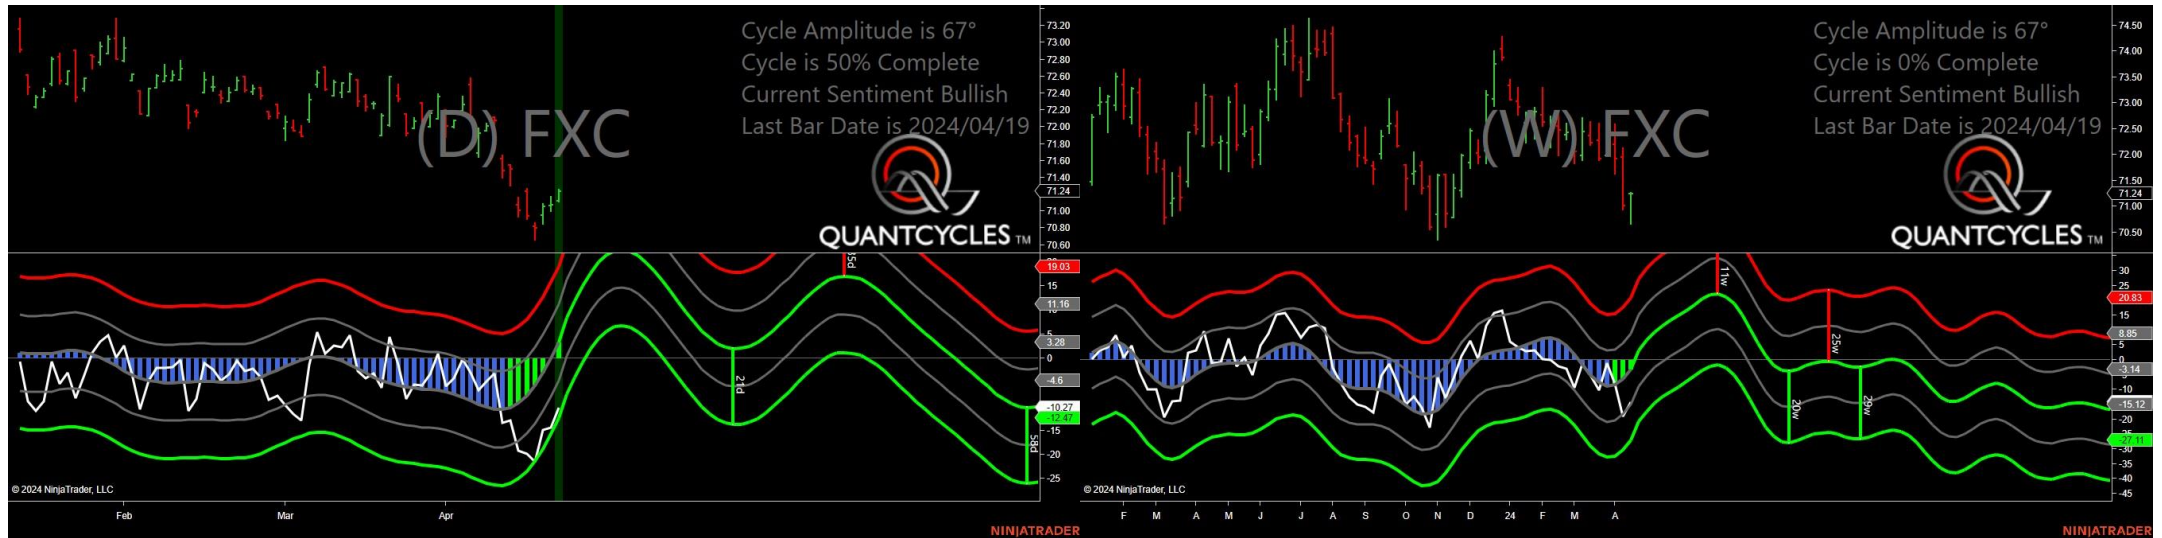 Cycle Amplitude is 67°
Cycle is 50% Complete
Current Sentiment Bullish
Last Bar Date is 2024/04/19
(D) FXC
QUANTCYCLES TM
73.20
73.00
72.80
72.60
72.40
72.20
72.00
71.80
71.60
71.40
71.24
71.00
70.80
70.60
19.03
15
11.16
5
3.28
0
-4.6
-10.27
-12.47
-15
-20
-25
21d
58d
© 2024 NinjaTrader, LLC
Feb
Mar
Apr
NINJATRADER
Cycle Amplitude is 67°
Cycle is 0% Complete
Current Sentiment Bullish
Last Bar Date is 2024/04/19
(W) FXC
QUANTCYCLES TM
74.50
74.00
73.50
73.00
72.50
72.00
71.50
71.24
71.00
70.50
30
25
20.83
15
8.85
5
0
-3.14
-10
-15.12
-20
-27.11
-30
-35
-40
-45
11w
25w
20w
29w
© 2024 NinjaTrader, LLC
F
M
A
M
J
J
A
S
O
N
D
24
F
M
A
NINJATRADER